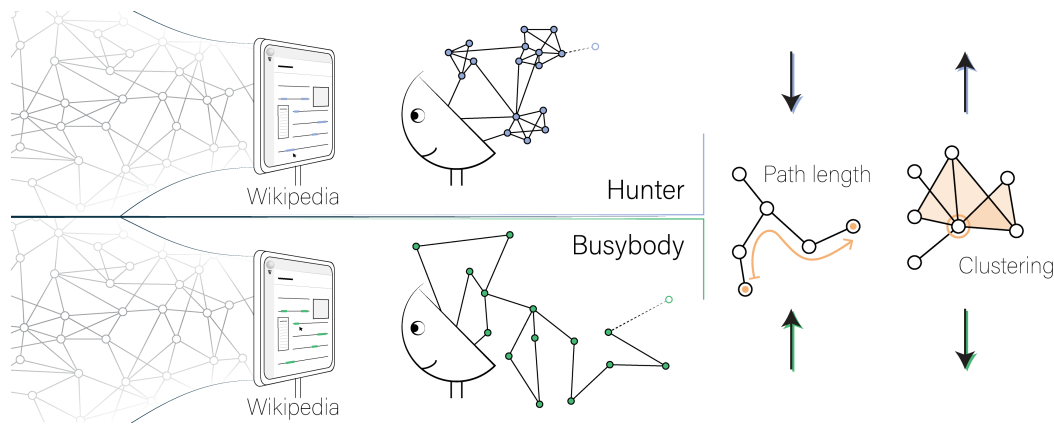 Wikipedia
Hunter
Busybody
Wikipedia
Path length
Clustering